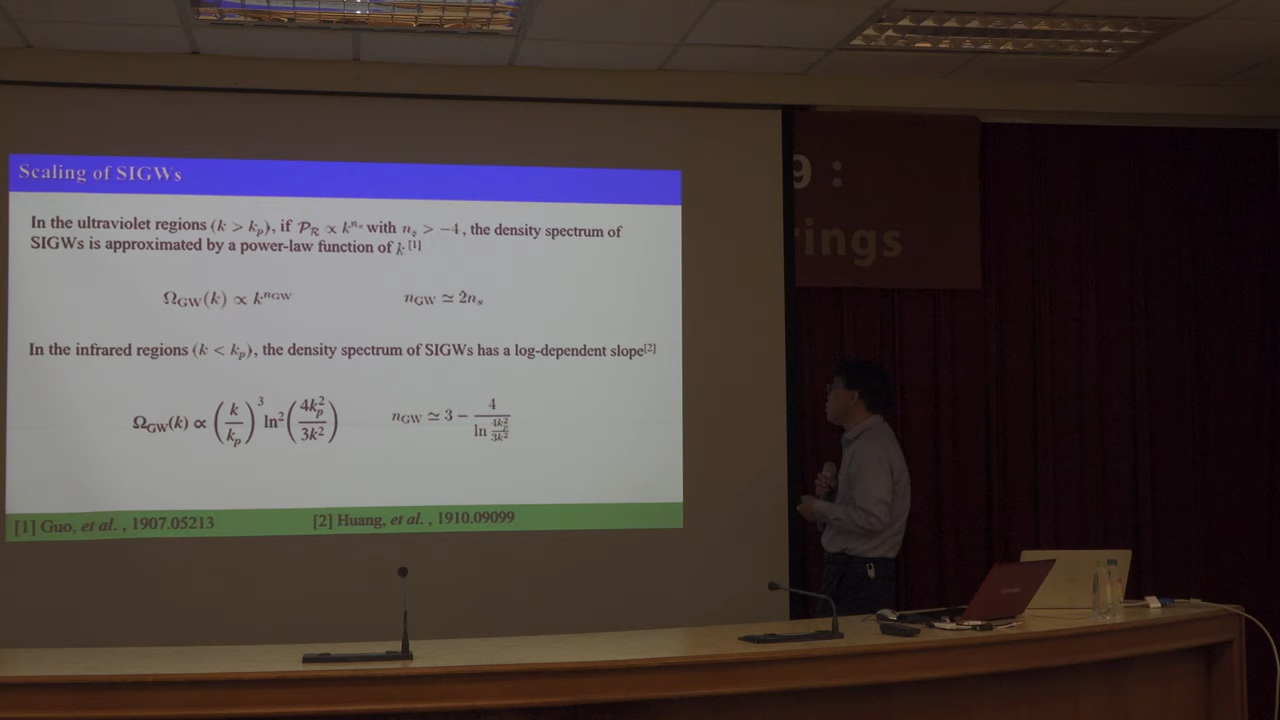 Scaling of SIGWs
In the ultraviolet regions (k > k_p), if 𝒫_ℛ ∝ k^{n_s} with n_s > −4, the density spectrum of
SIGWs is approximated by a power-law function of k [1]
Ω_GW(k) ∝ k^{n_GW}    n_GW ≃ 2n_s
In the infrared regions (k < k_p), the density spectrum of SIGWs has a log-dependent slope[2]
Ω_GW(k) ∝ (k/k_p)^3 ln^2(4k_p^2/3k^2)    n_GW ≃ 3 − 4/ln(4k_p^2/3k^2)
[1] Guo, et al. , 1907.05213    [2] Huang, et al. , 1910.09099
9 :
rings